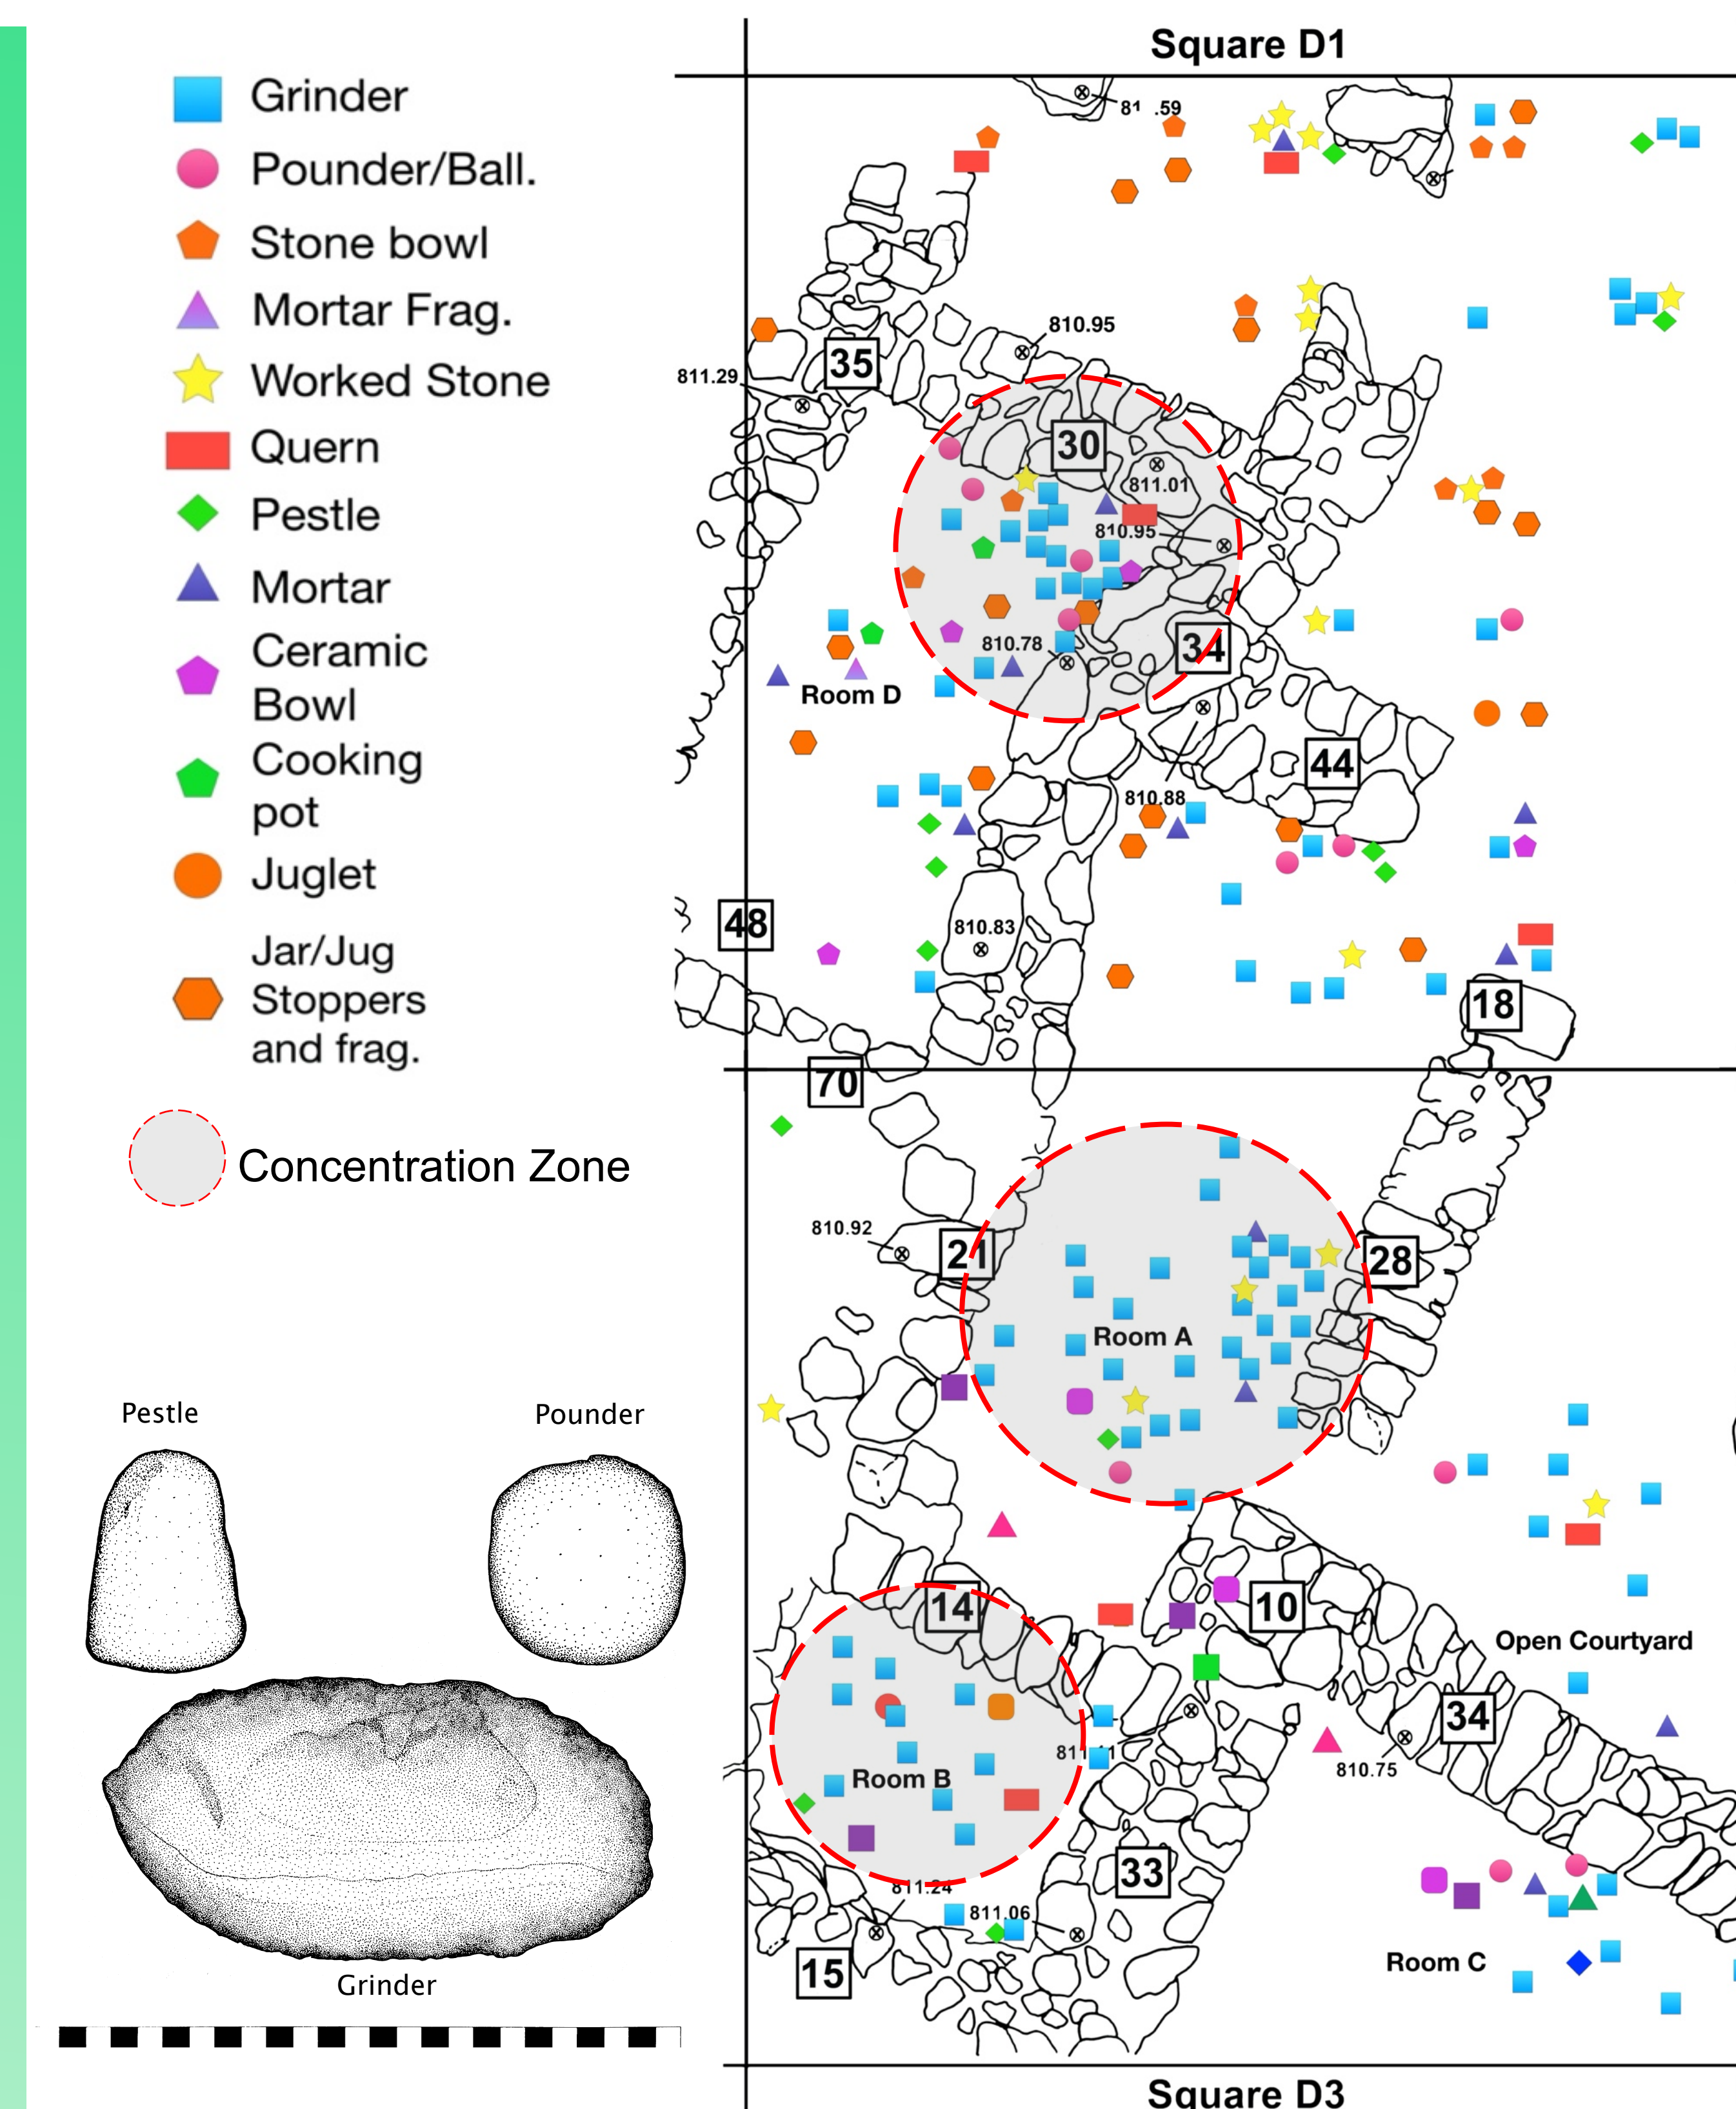 Square D1
Grinder
Pounder/Ball.
Stone bowl
Mortar Frag.
Worked Stone
Quern
Pestle
Mortar
Ceramic
Bowl
Cooking
pot
Juglet
Jar/Jug
Stoppers
and frag.
Concentration Zone
Pestle
Pounder
Grinder
81 .59
810.95
35
811.29
30
811.01
810.95
34
810.78
Room D
44
810.88
48
810.83
18
70
810.92
21
28
Room A
14
10
Open Courtyard
34
810.75
Room B
33
811.24
811.06
15
Room C
Square D3